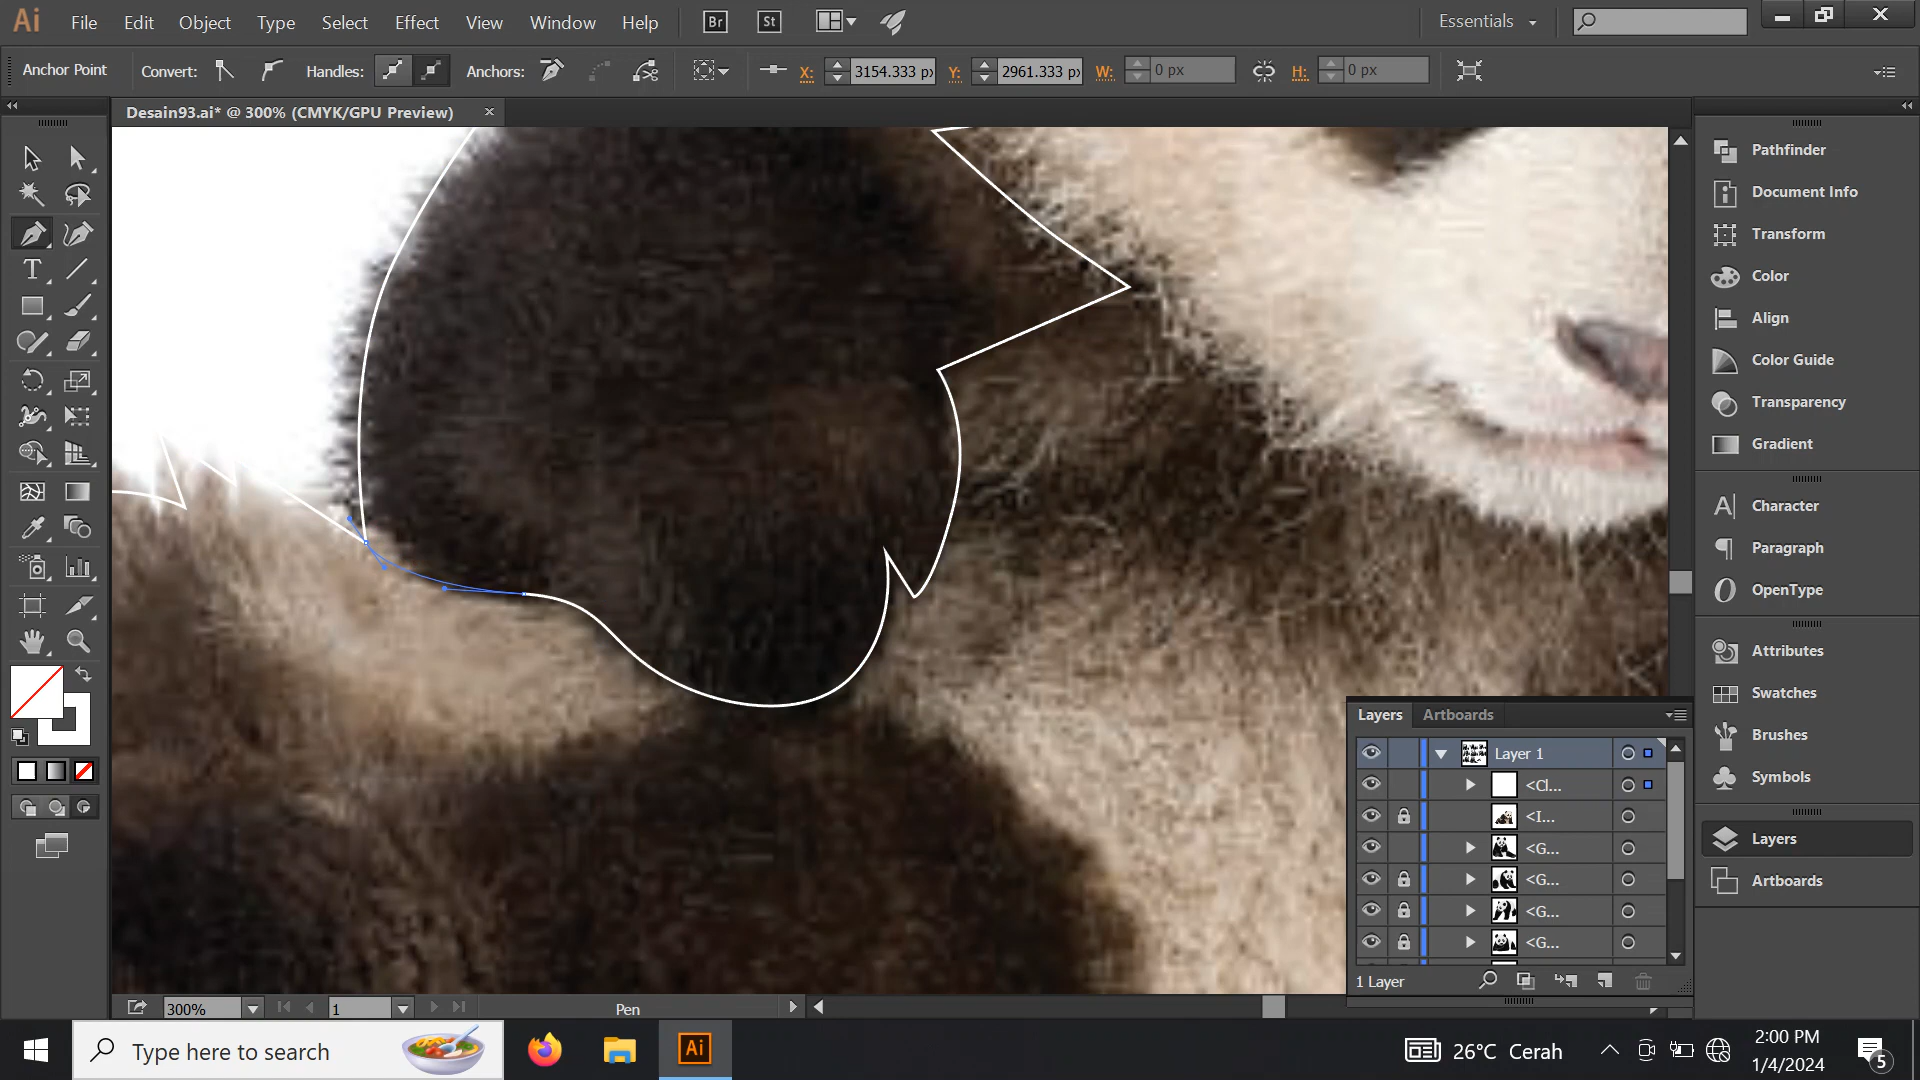 Ai File Edit Object Type Select Effect View Window Help Br St Essentials
Anchor Point Convert: Handles: Anchors: X: 3154.333 px Y: 2961.333 px W: 0 px H: 0 px
Desain93.ai* @ 300% (CMYK/GPU Preview)
Pathfinder
Document Info
Transform
Color
Align
Color Guide
Transparency
Gradient
Character
Paragraph
OpenType
Attributes
Swatches
Brushes
Symbols
Layers
Artboards
Layers Artboards
Layer 1
<Cl...
<I...
<G...
<G...
<G...
<G...
1 Layer
300% 1 Pen
Type here to search Ai 26°C Cerah 2:00 PM
1/4/2024 5